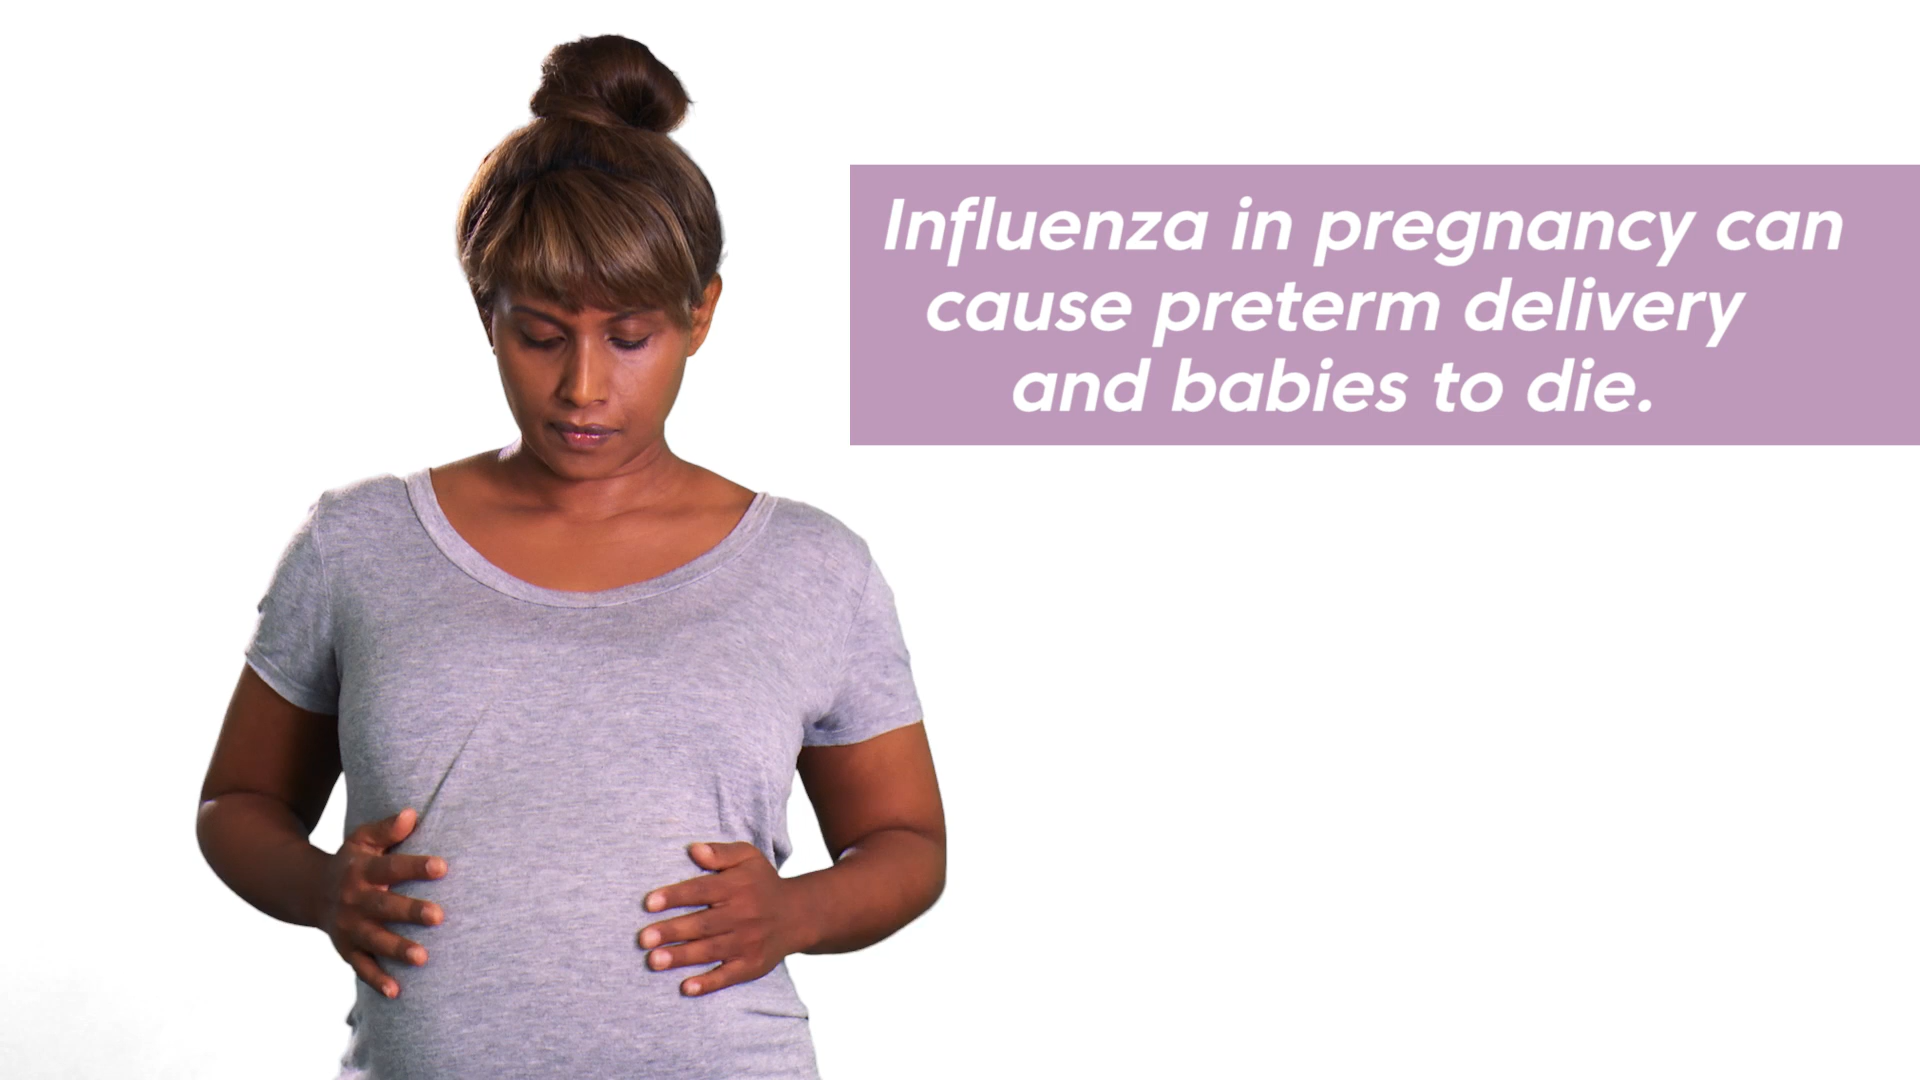 Influenza in pregnancy can
cause preterm delivery
and babies to die.